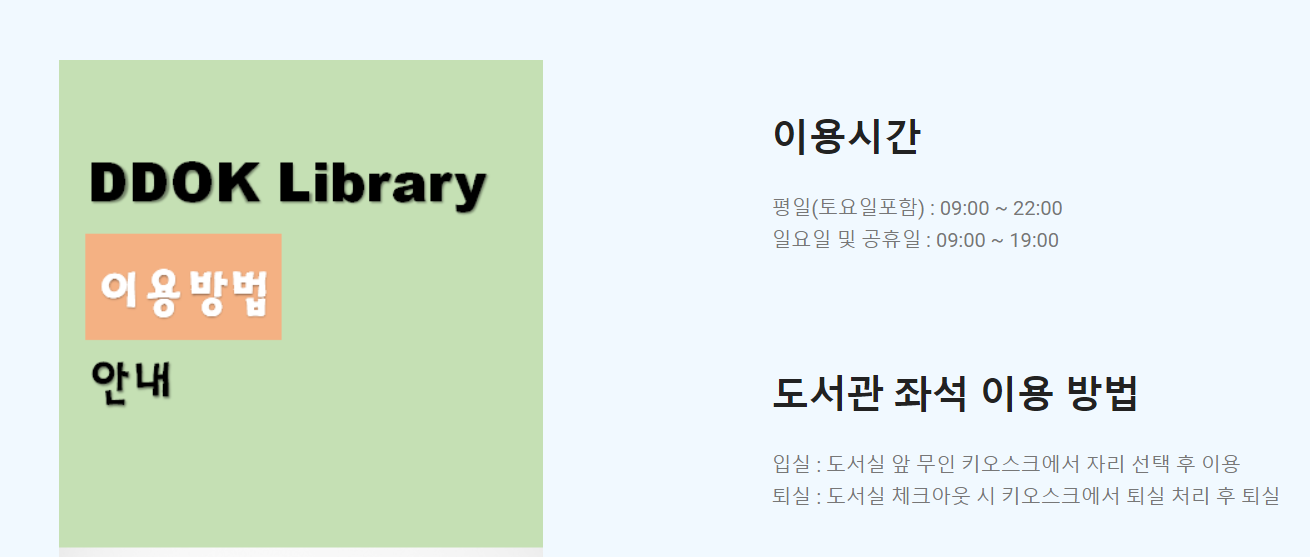 DDOK Library
이용방법
안내
이용시간
평일(토요일포함) : 09:00 ~ 22:00
일요일 및 공휴일 : 09:00 ~ 19:00
도서관 좌석 이용 방법
입실 : 도서실 앞 무인 키오스크에서 자리 선택 후 이용
퇴실 : 도서실 체크아웃 시 키오스크에서 퇴실 처리 후 퇴실